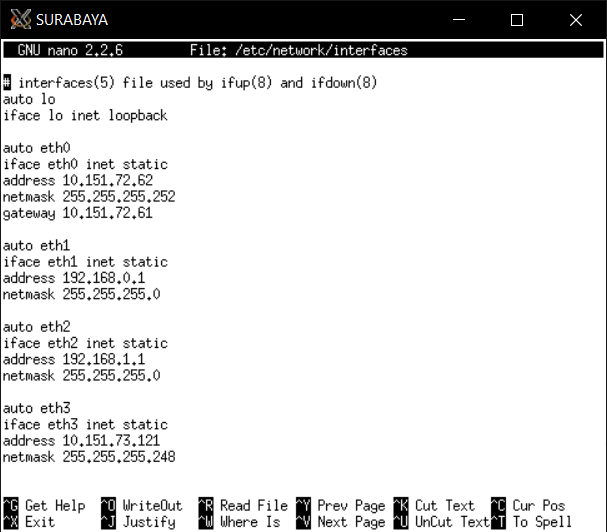 SURABAYA
GNU nano 2.2.6 File: /etc/network/interfaces
# interfaces(5) file used by ifup(8) and ifdown(8)
auto lo
iface lo inet loopback
auto eth0
iface eth0 inet static
address 10.151.72.62
netmask 255.255.255.252
gateway 10.151.72.61
auto eth1
iface eth1 inet static
address 192.168.0.1
netmask 255.255.255.0
auto eth2
iface eth2 inet static
address 192.168.1.1
netmask 255.255.255.0
auto eth3
iface eth3 inet static
address 10.151.73.121
netmask 255.255.255.248
^G Get Help ^O WriteOut ^R Read File ^Y Prev Page ^K Cut Text ^C Cur Pos
^X Exit ^J Justify ^W Where Is ^V Next Page ^U UnCut Text ^T To Spell